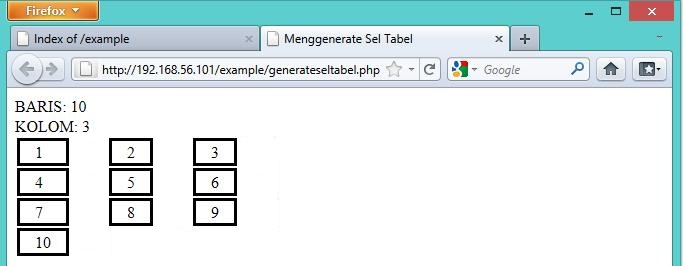 Firefox
Index of /example
Menggenerate Sel Tabel
http://192.168.56.101/example/generateseltabel.php
Google
BARIS: 10
KOLOM: 3
1 2 3
4 5 6
7 8 9
10